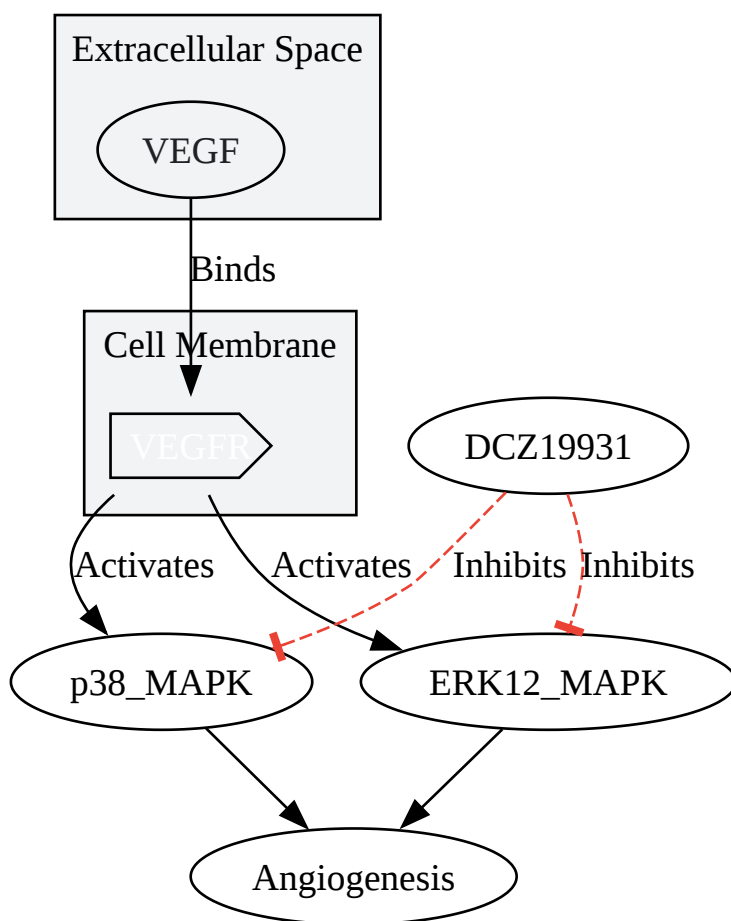 Extracellular Space
VEGF
Binds
Cell Membrane
VEGFR
DCZ19931
Activates
Activates
Inhibits
Inhibits
p38_MAPK
ERK12_MAPK
Angiogenesis